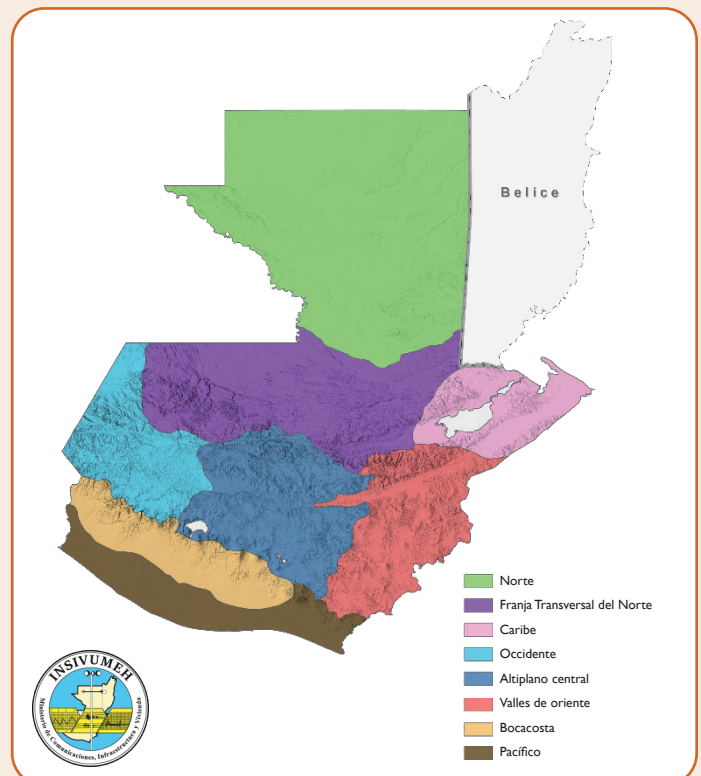 Belice
Norte
Franja Transversal del Norte
Caribe
Occidente
Altiplano central
Valles de oriente
Bocacosta
Pacífico
INSIVUMEH
Ministerio de Comunicaciones, Infraestructura y Vivienda